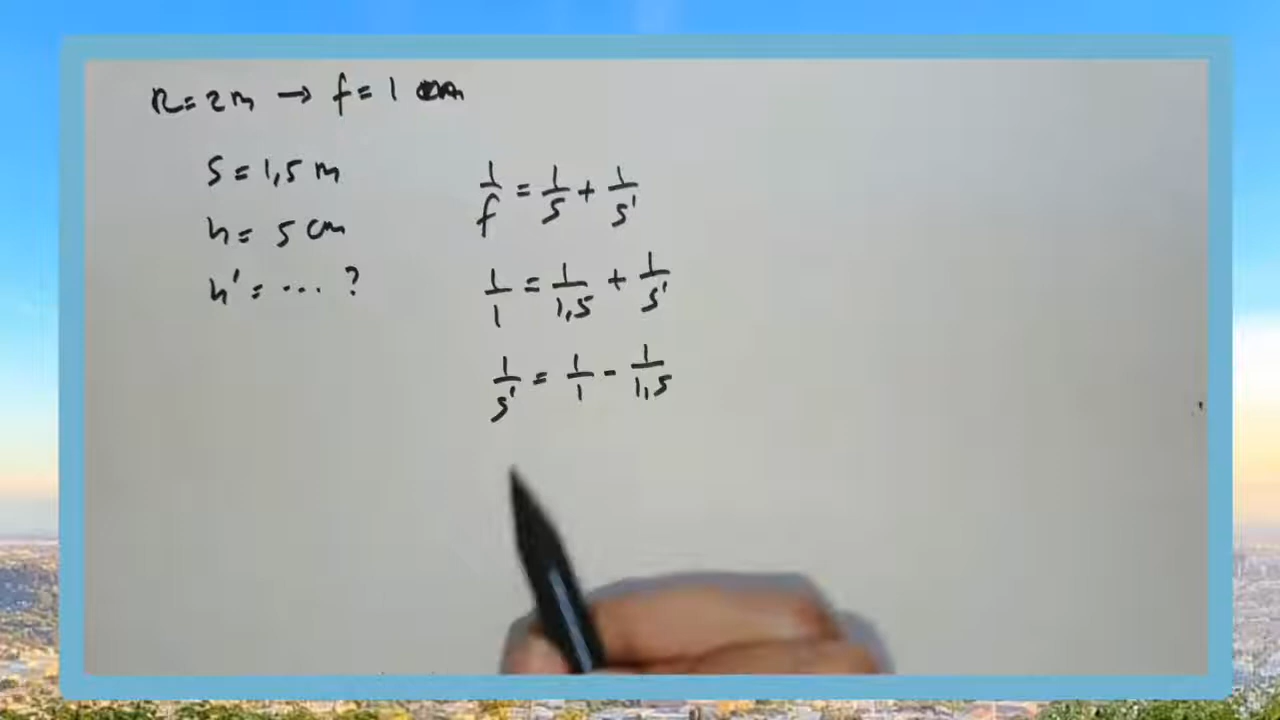 R = 2 m → f = 1 m
s = 1,5 m
h = 5 cm
h' = ... ?
1/f = 1/s + 1/s'
1/1 = 1/1,5 + 1/s'
1/s' = 1/1 - 1/1,5